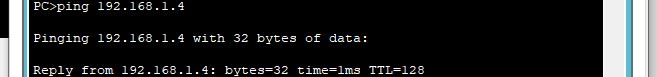 PC>ping 192.168.1.4
Pinging 192.168.1.4 with 32 bytes of data:
Reply from 192.168.1.4: bytes=32 time=1ms TTL=128